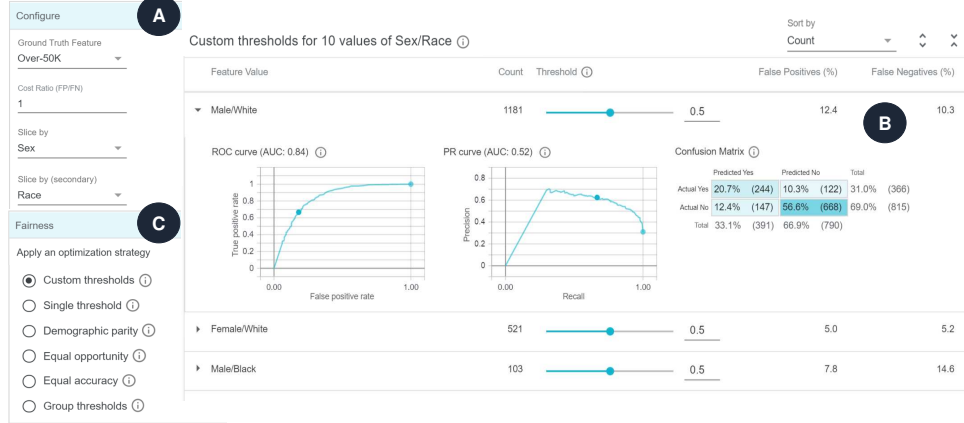 Configure
A
Ground Truth Feature
Over-50K
Cost Ratio (FP/FN)
1
Slice by
Sex
Slice by (secondary)
Race
Fairness
C
Apply an optimization strategy
Custom thresholds
Single threshold
Demographic parity
Equal opportunity
Equal accuracy
Group thresholds
Custom thresholds for 10 values of Sex/Race
Sort by
Count
Feature Value Count Threshold False Positives (%) False Negatives (%)
Male/White 1181 0.5 12.4 10.3
B
ROC curve (AUC: 0.84)
1
0.8
0.6
0.4
0.2
0
True positive rate
0.00 1.00
False positive rate
PR curve (AUC: 0.52)
0.8
0.6
0.4
0.2
0
Precision
0.00 1.00
Recall
Confusion Matrix
Predicted Yes Predicted No Total
Actual Yes 20.7% (244) 10.3% (122) 31.0% (366)
Actual No 12.4% (147) 56.6% (668) 69.0% (815)
Total 33.1% (391) 66.9% (790)
Female/White 521 0.5 5.0 5.2
Male/Black 103 0.5 7.8 14.6